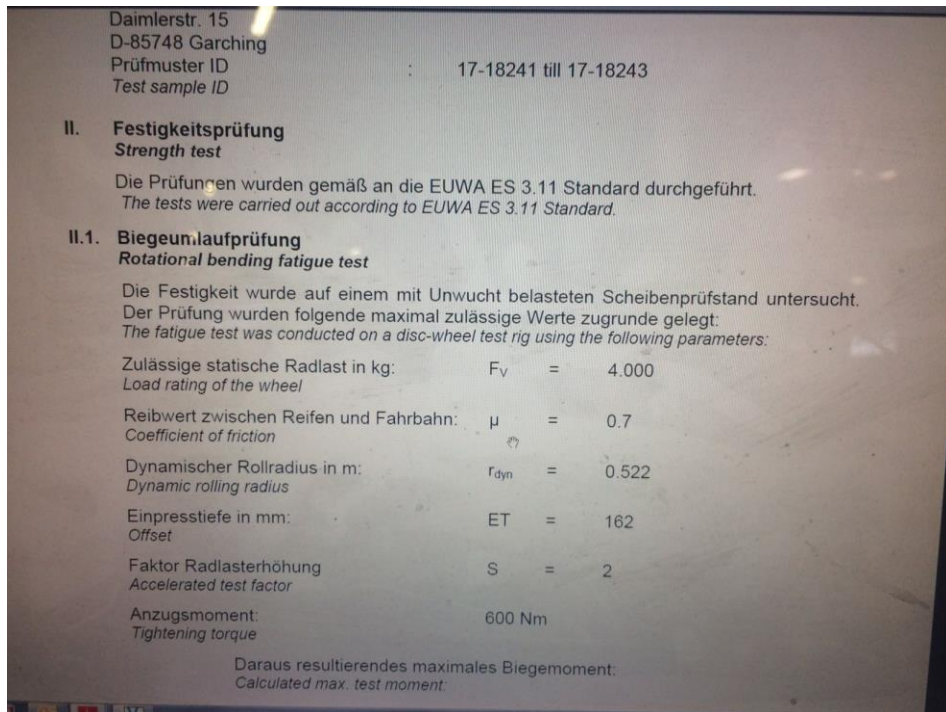 Daimlerstr. 15
D-85748 Garching
Prüfmuster ID : 17-18241 till 17-18243
Test sample ID
II. Festigkeitsprüfung
Strength test
Die Prüfungen wurden gemäß an die EUWA ES 3.11 Standard durchgeführt.
The tests were carried out according to EUWA ES 3.11 Standard.
II.1. Biegeumlaufprüfung
Rotational bending fatigue test
Die Festigkeit wurde auf einem mit Unwucht belasteten Scheibenprüfstand untersucht.
Der Prüfung wurden folgende maximal zulässige Werte zugrunde gelegt:
The fatigue test was conducted on a disc-wheel test rig using the following parameters:
Zulässige statische Radlast in kg: Fv = 4.000
Load rating of the wheel
Reibwert zwischen Reifen und Fahrbahn: µ = 0.7
Coefficient of friction
Dynamischer Rollradius in m: rdyn = 0.522
Dynamic rolling radius
Einpresstiefe in mm: ET = 162
Offset
Faktor Radlasterhöhung S = 2
Accelerated test factor
Anzugsmoment: 600 Nm
Tightening torque
Daraus resultierendes maximales Biegemoment:
Calculated max. test moment: